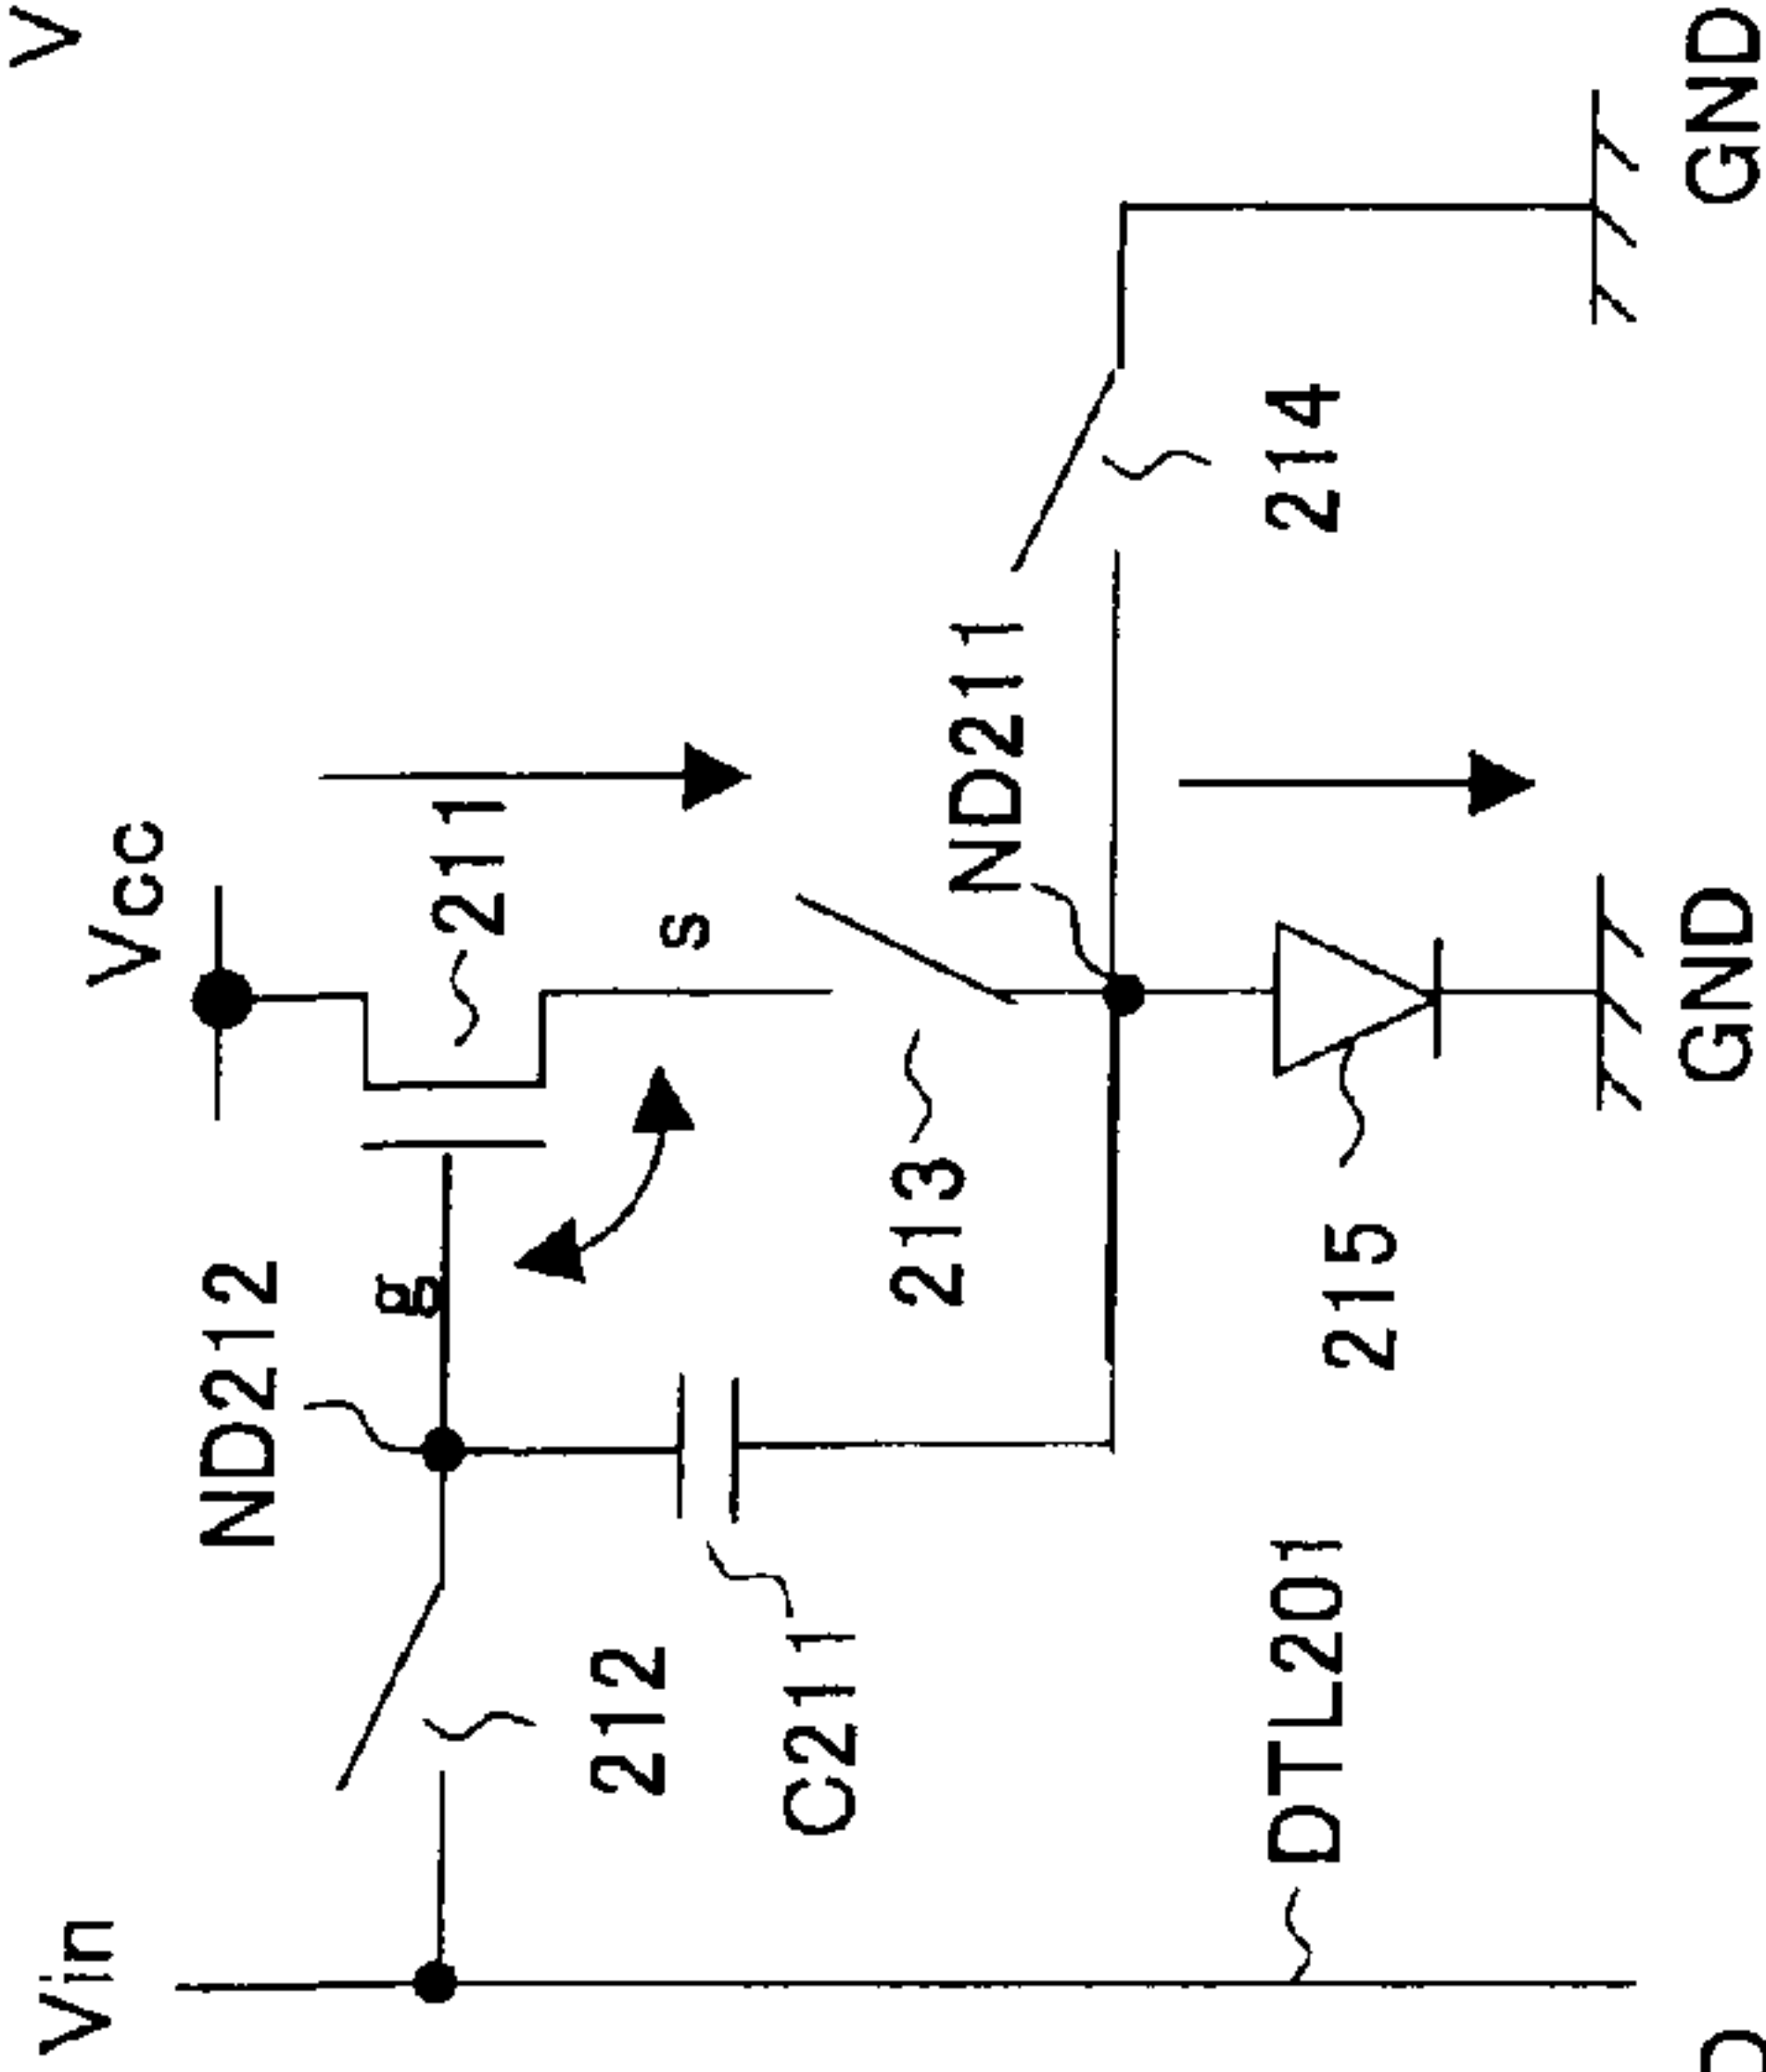 Vin
Vcc
V
ND212
g
211
s
212
C211
213
ND211
214
DTL201
215
D
GND
GND